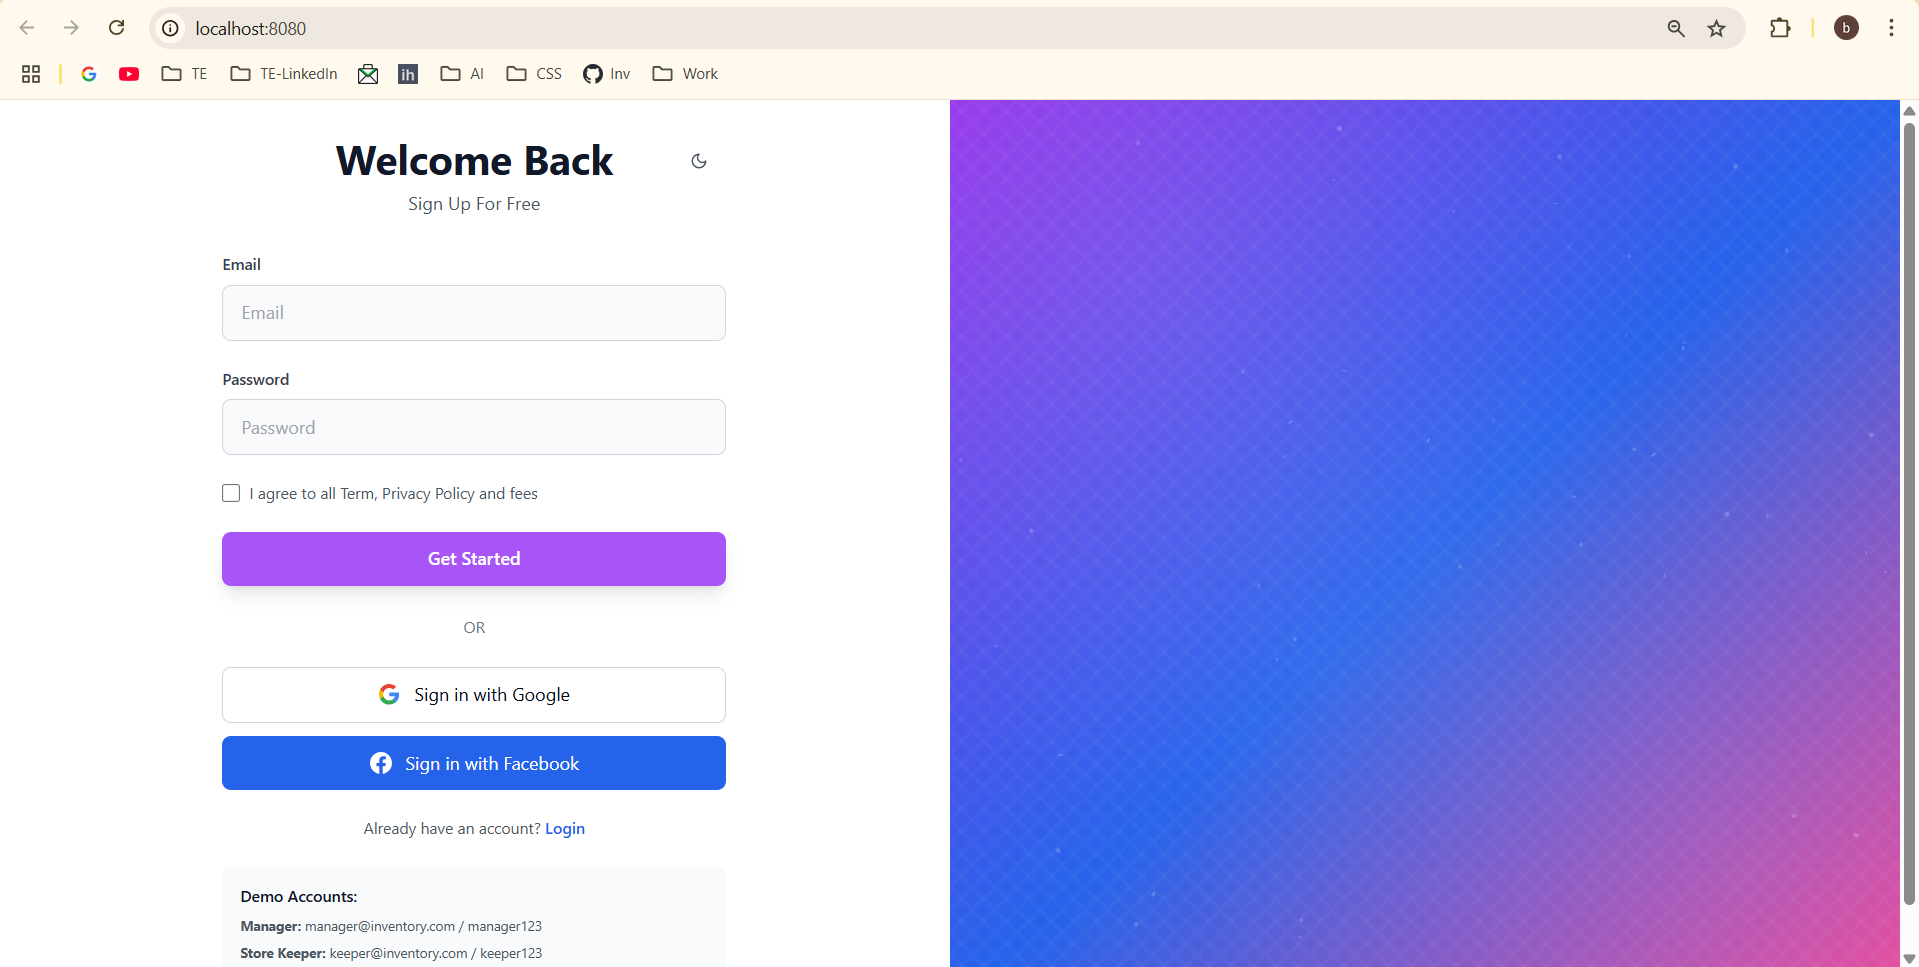 localhost:8080
TE
TE-LinkedIn
ih
AI
CSS
Inv
Work
b
Welcome Back
Sign Up For Free
Email
Email
Password
Password
I agree to all Term, Privacy Policy and fees
Get Started
OR
Sign in with Google
Sign in with Facebook
Already have an account? Login
Demo Accounts:
Manager: manager@inventory.com / manager123
Store Keeper: keeper@inventory.com / keeper123